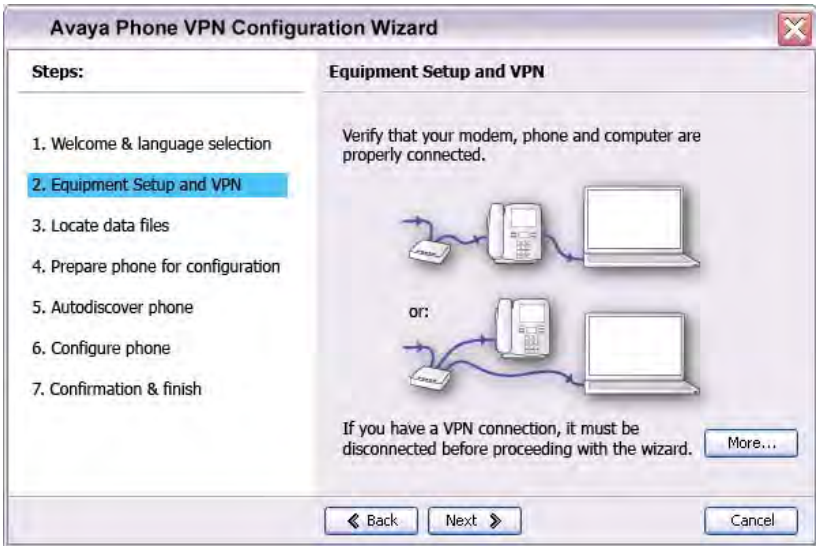 Avaya Phone VPN Configuration Wizard
Steps:
1. Welcome & language selection
2. Equipment Setup and VPN
3. Locate data files
4. Prepare phone for configuration
5. Autodiscover phone
6. Configure phone
7. Confirmation & finish
Equipment Setup and VPN
Verify that your modem, phone and computer are
properly connected.
or:
If you have a VPN connection, it must be
disconnected before proceeding with the wizard.
More...
Back
Next
Cancel